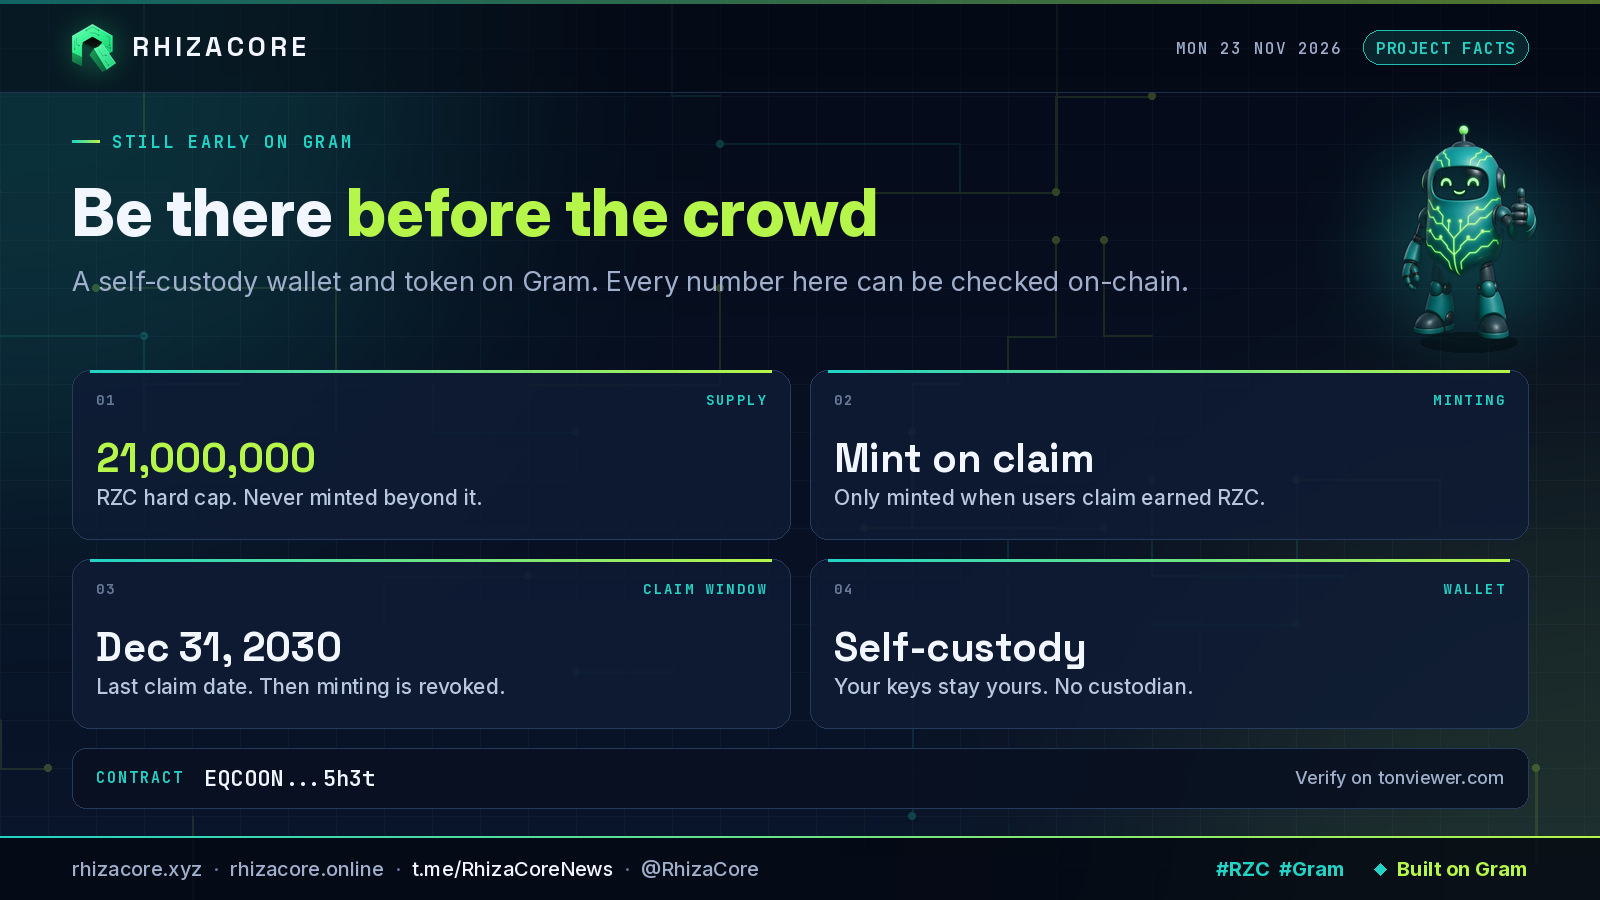 RHIZACORE
MON 23 NOV 2026
PROJECT FACTS
STILL EARLY ON GRAM
Be there before the crowd
A self-custody wallet and token on Gram. Every number here can be checked on-chain.
01
SUPPLY
21,000,000
RZC hard cap. Never minted beyond it.
02
MINTING
Mint on claim
Only minted when users claim earned RZC.
03
CLAIM WINDOW
Dec 31, 2030
Last claim date. Then minting is revoked.
04
WALLET
Self-custody
Your keys stay yours. No custodian.
CONTRACT EQCOON...5h3t
Verify on tonviewer.com
rhizacore.xyz · rhizacore.online · t.me/RhizaCoreNews · @RhizaCore
#RZC #Gram ◆ Built on Gram